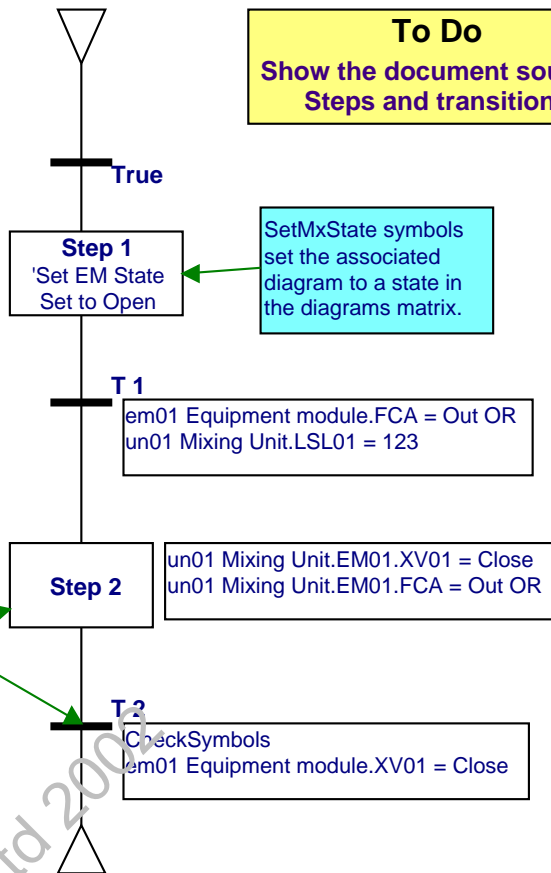 To Do
Show the document
Steps and transition
True
Step 1
'Set EM State
Set to Open
SetMxState symbols
set the associated
diagram to a state in
the diagrams matrix.
T 1
em01 Equipment module.FCA = Out OR
un01 Mixing Unit.LSL01 = 123
Step 2
un01 Mixing Unit.EM01.XV01 = Close
un01 Mixing Unit.EM01.FCA = Out OR
T 2
CheckSymbols
em01 Equipment module.XV01 = Close
td 2002